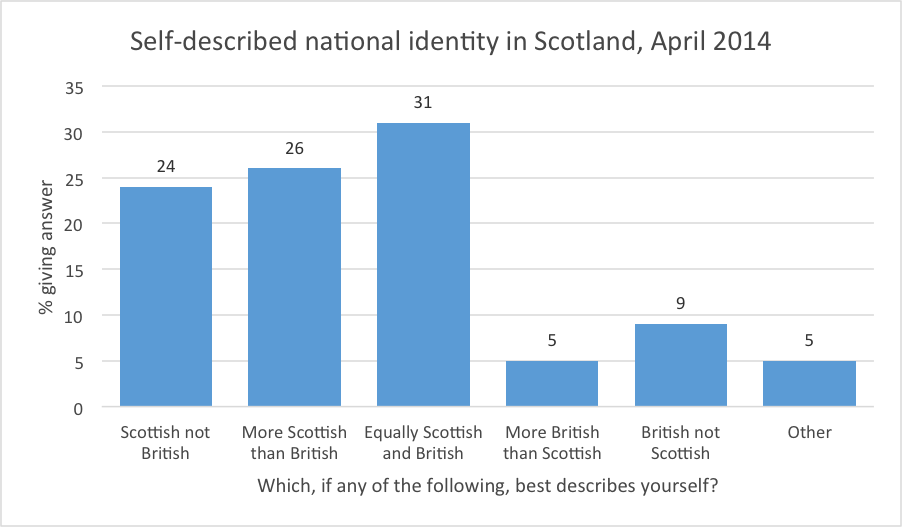 Self-described national identity in Scotland, April 2014
35
30
25
20
15
10
5
0
% giving answer
24
26
31
5
9
5
Scottish not
British
More Scottish
than British
Equally Scottish
and British
More British
than Scottish
British not
Scottish
Other
Which, if any of the following, best describes yourself?